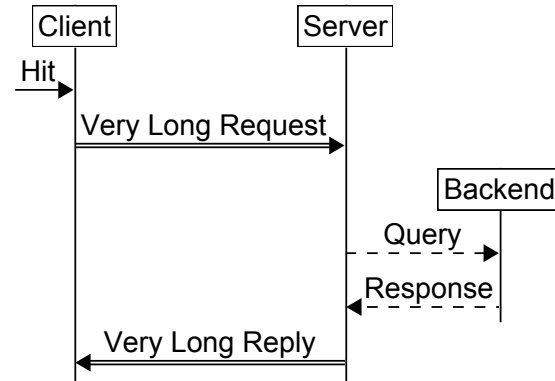 Client
Server
Hit
Very Long Request
Backend
Query
Response
Very Long Reply